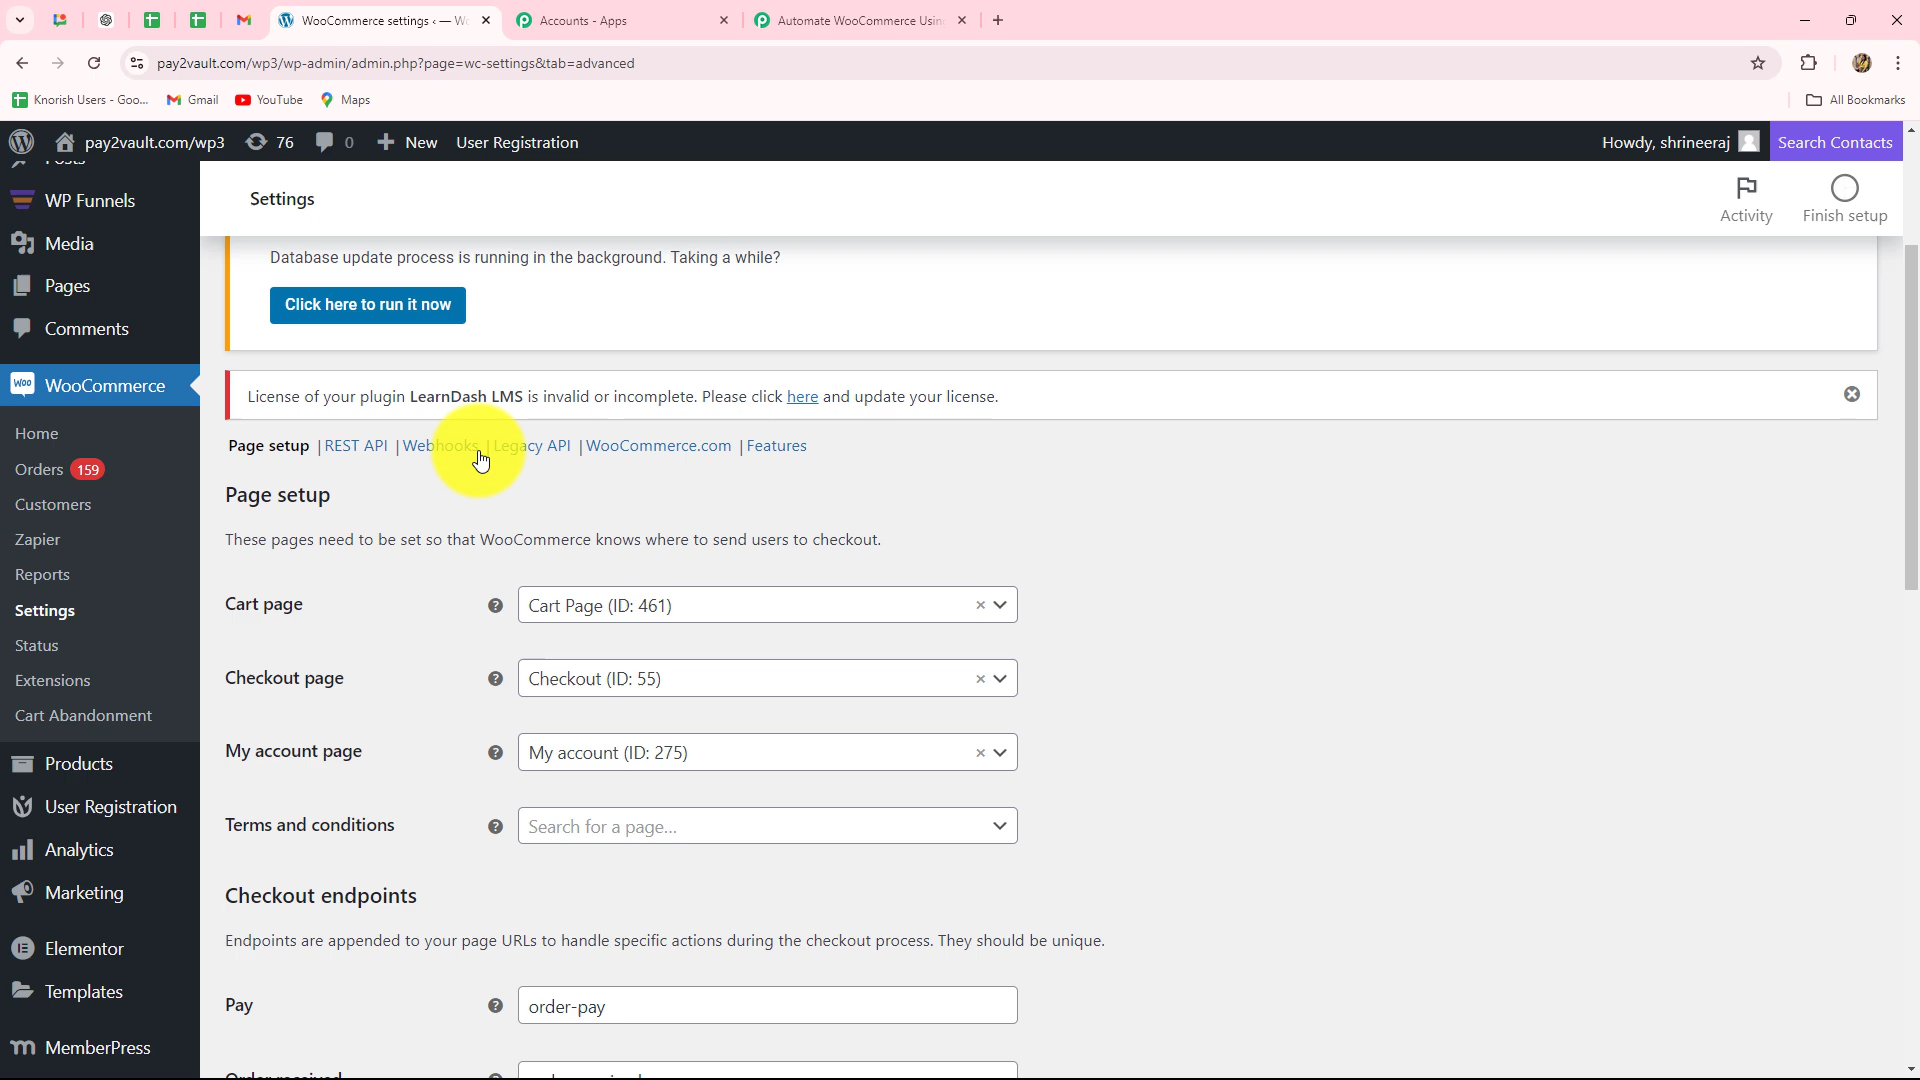 WooCommerce settings ‹ — Wo
Accounts - Apps
Automate WooCommerce Usin
pay2vault.com/wp3/wp-admin/admin.php?page=wc-settings&tab=advanced
Knorish Users - Goo...
Gmail
YouTube
Maps
All Bookmarks
pay2vault.com/wp3
76
0
New
User Registration
Howdy, shrineeraj
Search Contacts
Posts
WP Funnels
Media
Pages
Comments
WooCommerce
Home
Orders 159
Customers
Zapier
Reports
Settings
Status
Extensions
Cart Abandonment
Products
User Registration
Analytics
Marketing
Elementor
Templates
MemberPress
Settings
Activity
Finish setup
Database update process is running in the background. Taking a while?
Click here to run it now
License of your plugin LearnDash LMS is invalid or incomplete. Please click here and update your license.
Page setup | REST API | Webhooks | Legacy API | WooCommerce.com | Features
Page setup
These pages need to be set so that WooCommerce knows where to send users to checkout.
Cart page
Cart Page (ID: 461)
Checkout page
Checkout (ID: 55)
My account page
My account (ID: 275)
Terms and conditions
Search for a page...
Checkout endpoints
Endpoints are appended to your page URLs to handle specific actions during the checkout process. They should be unique.
Pay
order-pay